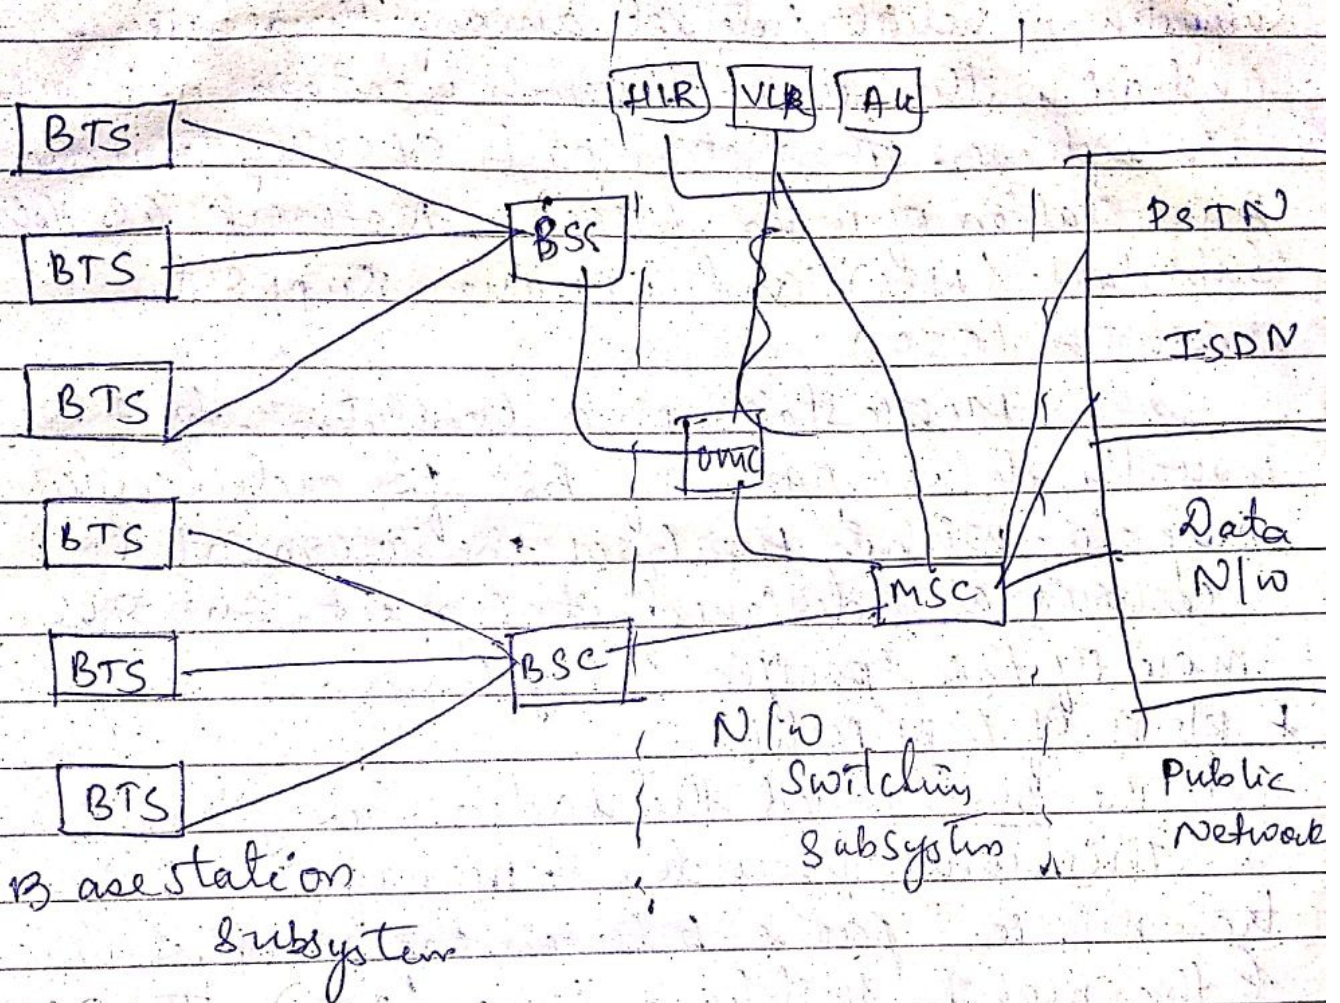 HLR VLR AU
BTS
BTS
BTS
BSS
PSTN
ISDN
OMC
BTS
BTS
BTS
BSC
MSC
Data
N/w
N/w
Switching
Subsystem
Public
Network
Base station
Subsystem